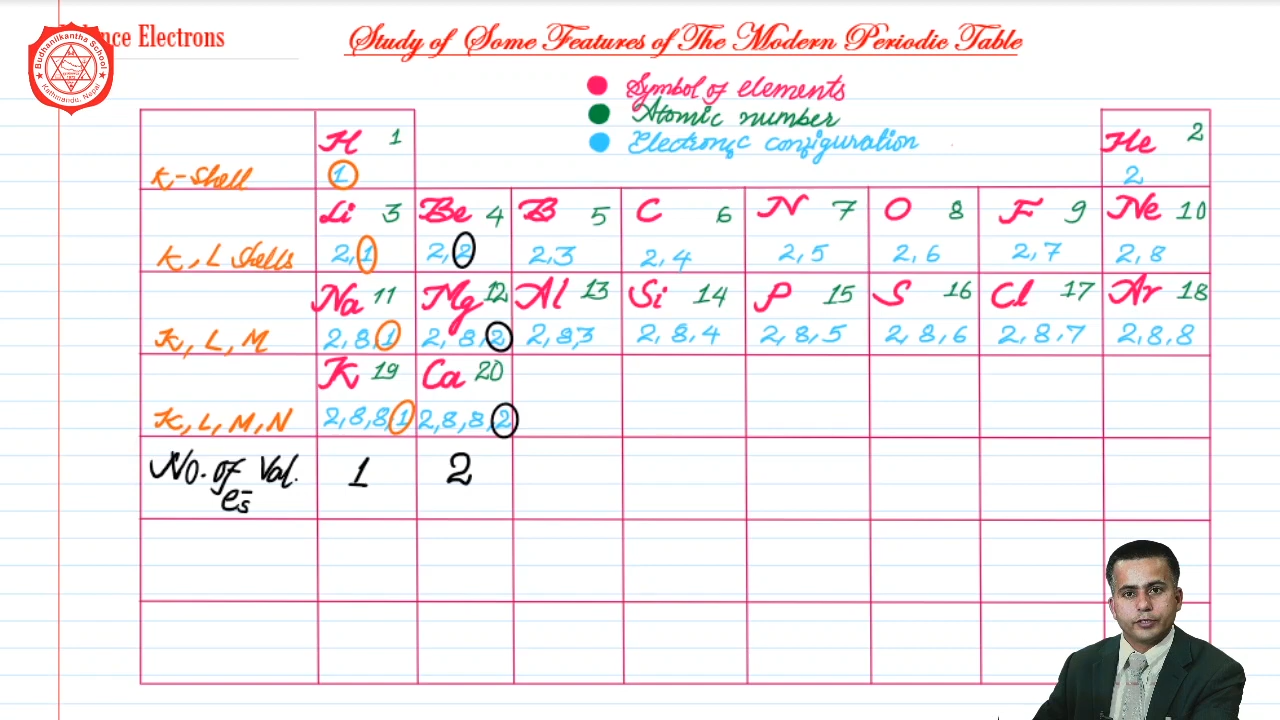 Electrons
Study of Some Features of The Modern Periodic Table
Budhanilkantha School
Kathmandu, Nepal
Symbol of elements
Atomic number
Electronic configuration
H 1 He 2
K-Shell 1 2
Li 3 Be 4 B 5 C 6 N 7 O 8 F 9 Ne 10
K, L Shells 2,1 2,2 2,3 2,4 2,5 2,6 2,7 2,8
Na 11 Mg 12 Al 13 Si 14 P 15 S 16 Cl 17 Ar 18
K, L, M 2,8,1 2,8,2 2,8,3 2,8,4 2,8,5 2,8,6 2,8,7 2,8,8
K 19 Ca 20
K, L, M, N 2,8,8,1 2,8,8,2
No. of Val. 1 2
e⁻s